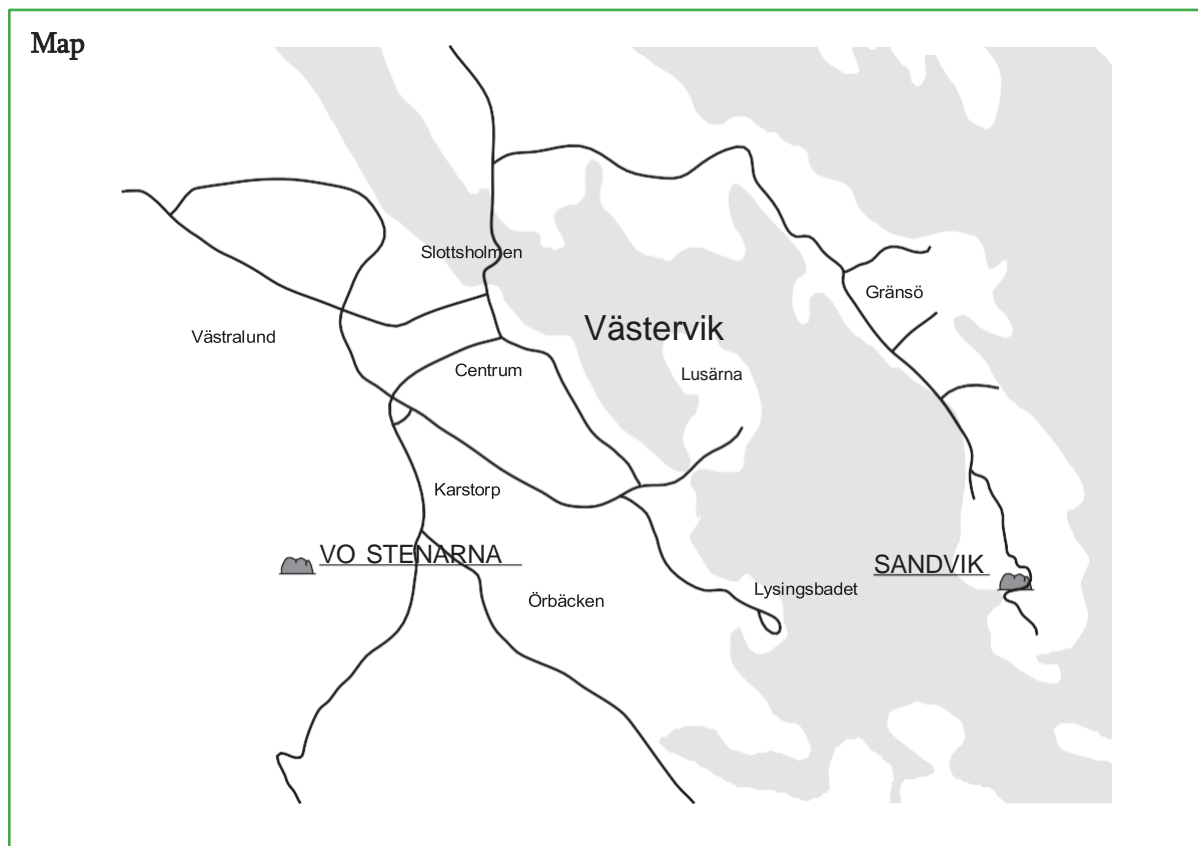 Map
Slottsholmen
Gränsö
Västervik
Västralund
Centrum
Lusärna
Karstorp
VO STENARNA
SANDVIK
Lysingsbadet
Örbäcken